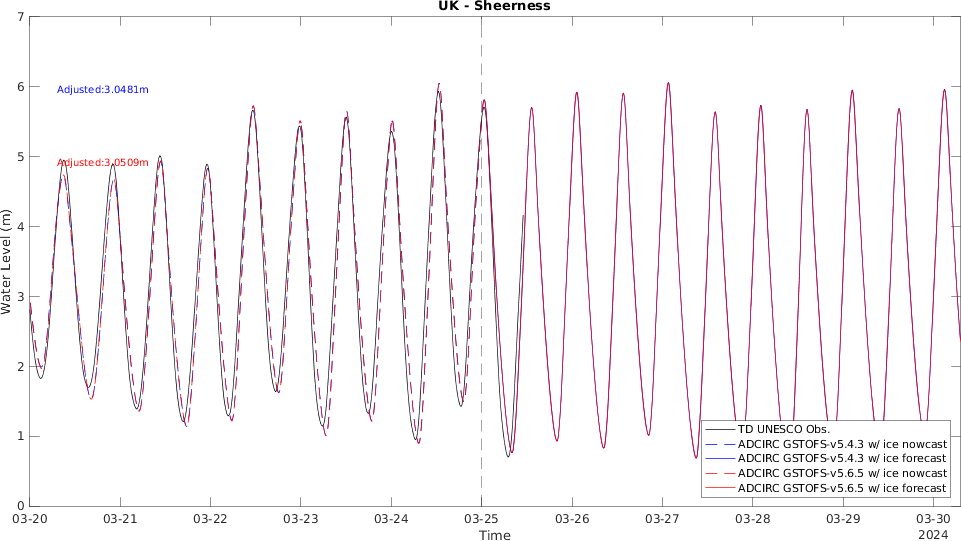 UK - Sheerness
7
6
5
4
3
2
1
0
Water Level (m)
Adjusted:3.0481m
Adjusted:3.0509m
TD UNESCO Obs.
ADCIRC GSTOFS-v5.4.3 w/ ice nowcast
ADCIRC GSTOFS-v5.4.3 w/ ice forecast
ADCIRC GSTOFS-v5.6.5 w/ ice nowcast
ADCIRC GSTOFS-v5.6.5 w/ ice forecast
03-20 03-21 03-22 03-23 03-24 03-25 03-26 03-27 03-28 03-29 03-30
Time
2024